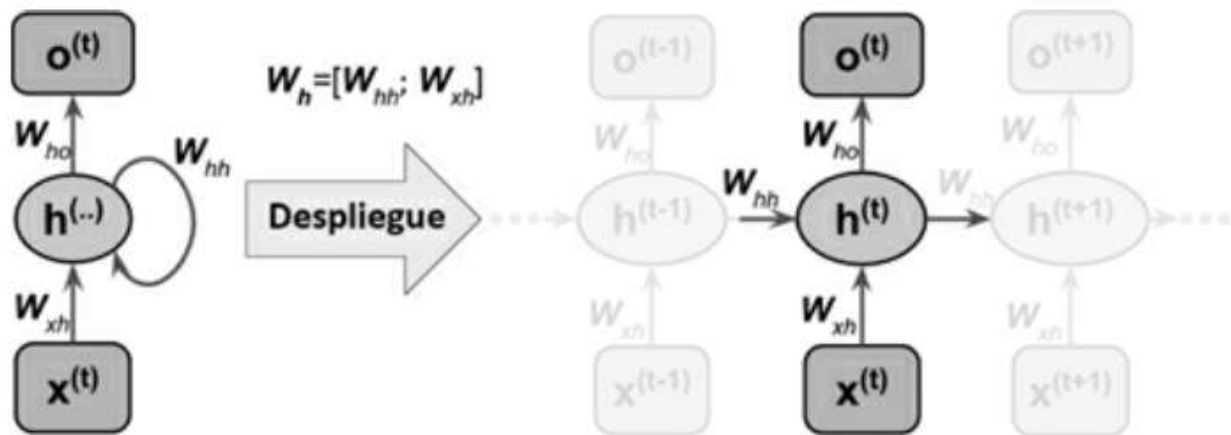 o(t)
W_ho
W_hh
h(..)
W_xh
x(t)
W_h=[W_hh; W_xh]
Despliegue
o(t-1)
W_ho
h(t-1)
W_xh
x(t-1)
W_hh
o(t)
W_ho
h(t)
W_xh
x(t)
W_hh
o(t+1)
W_ho
h(t+1)
W_xh
x(t+1)